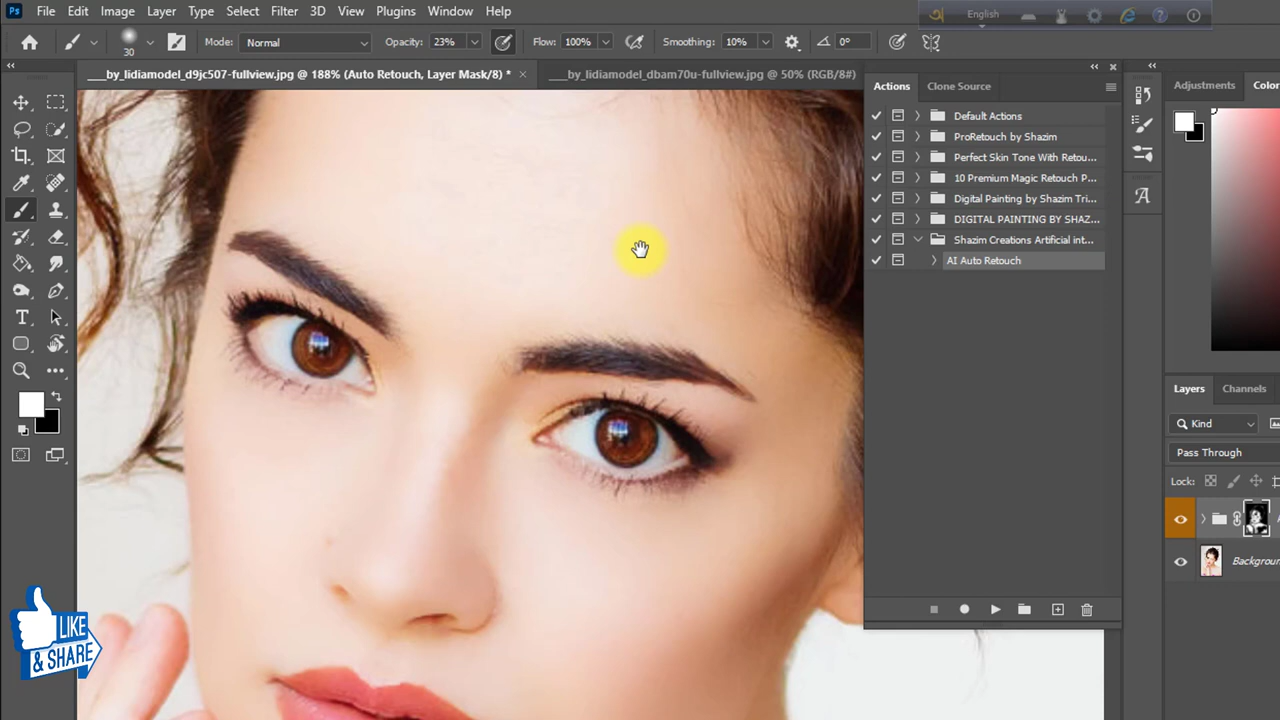 Ps File Edit Image Layer Type Select Filter 3D View Plugins Window Help
English
30 Mode: Normal Opacity: 23% Flow: 100% Smoothing: 10% 0°
___by_lidiamodel_d9jc507-fullview.jpg @ 188% (Auto Retouch, Layer Mask/8) * ×
___by_lidiamodel_dbam70u-fullview.jpg @ 50% (RGB/8#)
Actions Clone Source
Default Actions
ProRetouch by Shazim
Perfect Skin Tone With Retou...
10 Premium Magic Retouch P...
Digital Painting by Shazim Tri...
DIGITAL PAINTING BY SHAZ...
Shazim Creations Artificial int...
AI Auto Retouch
Adjustments Color
Layers Channels
Kind
Pass Through
Lock:
Backgroun
LIKE
& SHARE